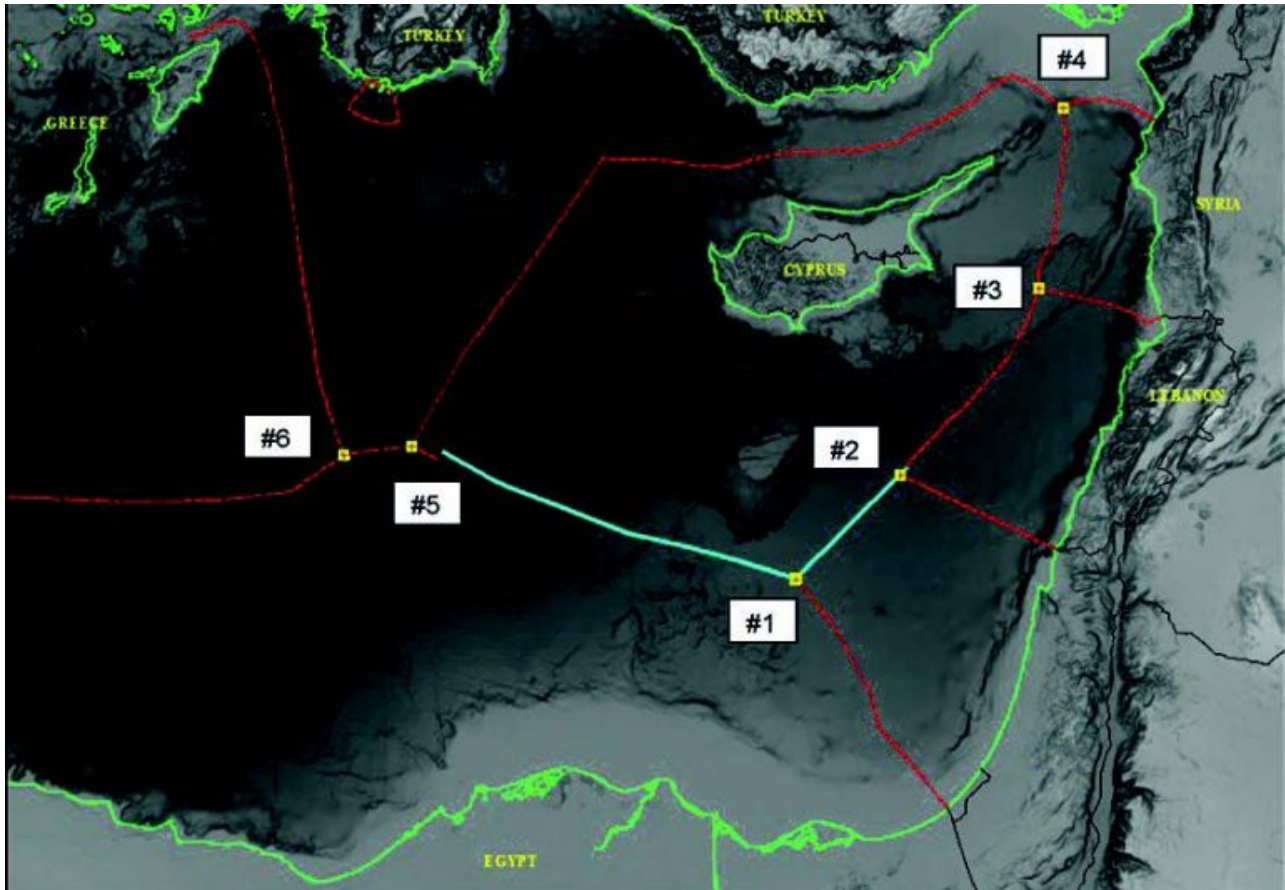 TURKEY
TURKEY
#4
GREECE
SYRIA
CYPRUS
#3
LEBANON
#6
#2
#5
#1
EGYPT